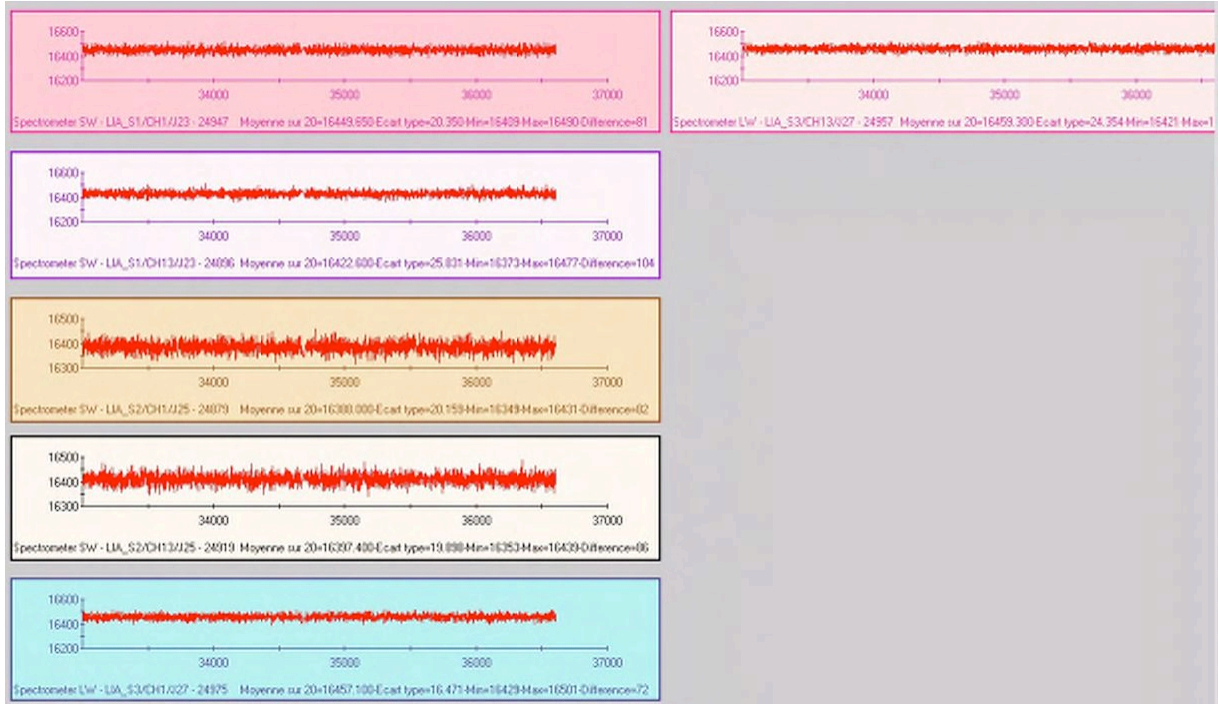 16600
16400
16200
34000 35000 36000 37000
Spectrometer SW - LIA_S1/CH1/J23 - 24947 Moyenne sur 20=16449.650-Ecart type=20.350-Min=16409-Max=16490-Difference=81
16600
16400
16200
34000 35000 36000
Spectrometer LW - LIA_S3/CH13/J27 - 24957 Moyenne sur 20=16459.300-Ecart type=24.354-Min=16421-Max=1
16600
16400
16200
34000 35000 36000 37000
Spectrometer SW - LIA_S1/CH13/J23 - 24896 Moyenne sur 20=16422.600-Ecart type=25.831-Min=16373-Max=16477-Difference=104
16500
16400
16300
34000 35000 36000 37000
Spectrometer SW - LIA_S2/CH1/J25 - 24879 Moyenne sur 20=16388.000-Ecart type=20.159-Min=16349-Max=16431-Difference=82
16500
16400
16300
34000 35000 36000 37000
Spectrometer SW - LIA_S2/CH13/J25 - 24919 Moyenne sur 20=16397.400-Ecart type=19.898-Min=16353-Max=16439-Difference=86
16600
16400
16200
34000 35000 36000 37000
Spectrometer LW - LIA_S3/CH1/J27 - 24975 Moyenne sur 20=16457.100-Ecart type=16.471-Min=16429-Max=16501-Difference=72